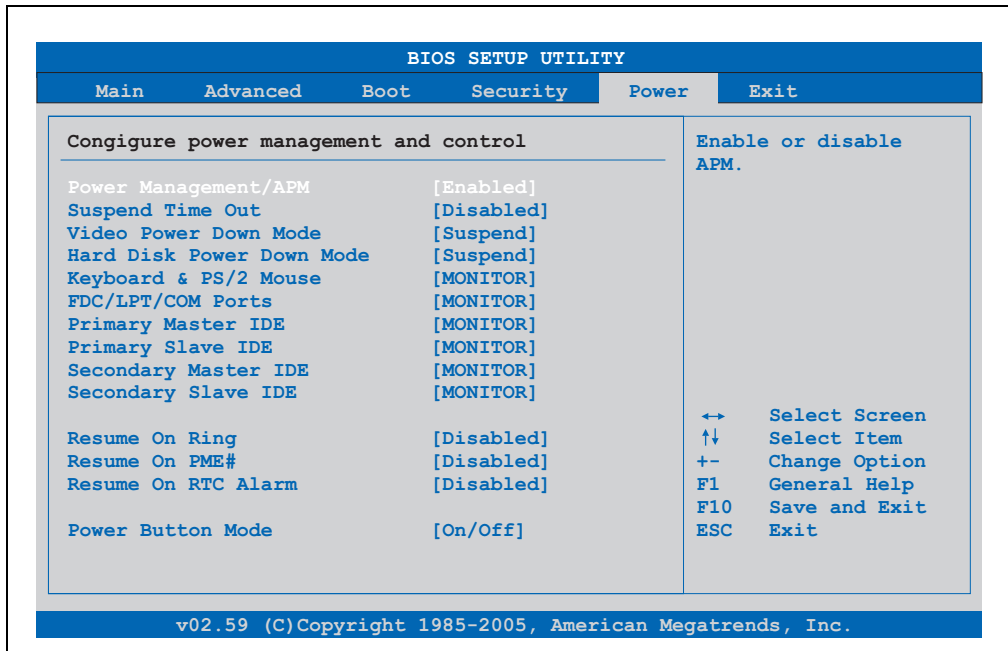 BIOS SETUP UTILITY
Main Advanced Boot Security Power Exit
Congigure power management and control
Power Management/APM [Enabled]
Suspend Time Out [Disabled]
Video Power Down Mode [Suspend]
Hard Disk Power Down Mode [Suspend]
Keyboard & PS/2 Mouse [MONITOR]
FDC/LPT/COM Ports [MONITOR]
Primary Master IDE [MONITOR]
Primary Slave IDE [MONITOR]
Secondary Master IDE [MONITOR]
Secondary Slave IDE [MONITOR]
Resume On Ring [Disabled]
Resume On PME# [Disabled]
Resume On RTC Alarm [Disabled]
Power Button Mode [On/Off]
Enable or disable
APM.
↔ Select Screen
↑↓ Select Item
+- Change Option
F1 General Help
F10 Save and Exit
ESC Exit
v02.59 (C)Copyright 1985-2005, American Megatrends, Inc.